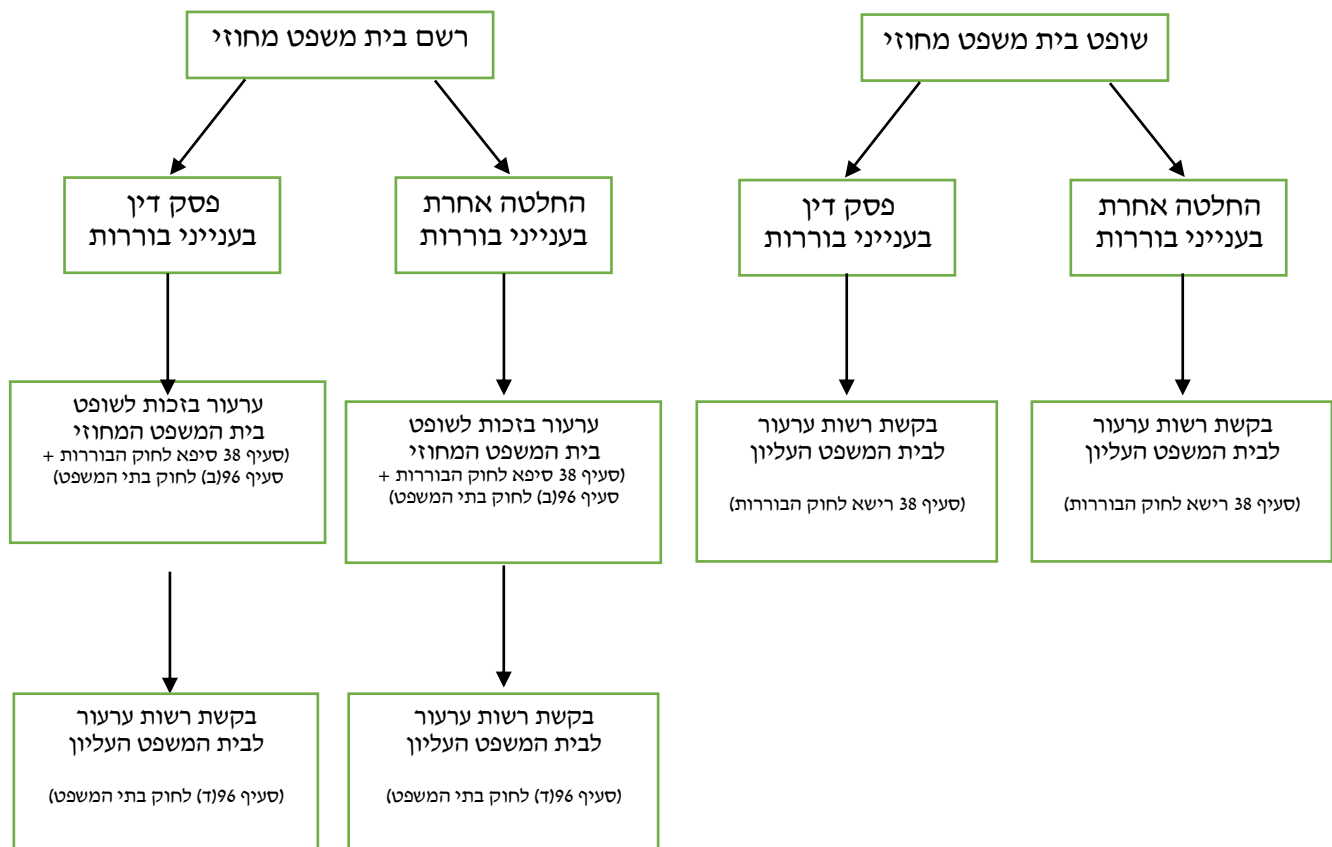 שופט בית משפט מחוזי
רשם בית משפט מחוזי
החלטה אחרת
בענייני בוררות
פסק דין
בענייני בוררות
החלטה אחרת
בענייני בוררות
פסק דין
בענייני בוררות
בקשת רשות ערעור
לבית המשפט העליון
(סעיף 38 רישא לחוק הבוררות)
בקשת רשות ערעור
לבית המשפט העליון
(סעיף 38 רישא לחוק הבוררות)
ערעור בזכות לשופט
בית המשפט המחוזי
(סעיף 38 סיפא לחוק הבוררות +
סעיף 96(ב) לחוק בתי המשפט)
ערעור בזכות לשופט
בית המשפט המחוזי
(סעיף 38 סיפא לחוק הבוררות +
סעיף 96(ב) לחוק בתי המשפט)
בקשת רשות ערעור
לבית המשפט העליון
(סעיף 96(ד) לחוק בתי המשפט)
בקשת רשות ערעור
לבית המשפט העליון
(סעיף 96(ד) לחוק בתי המשפט)